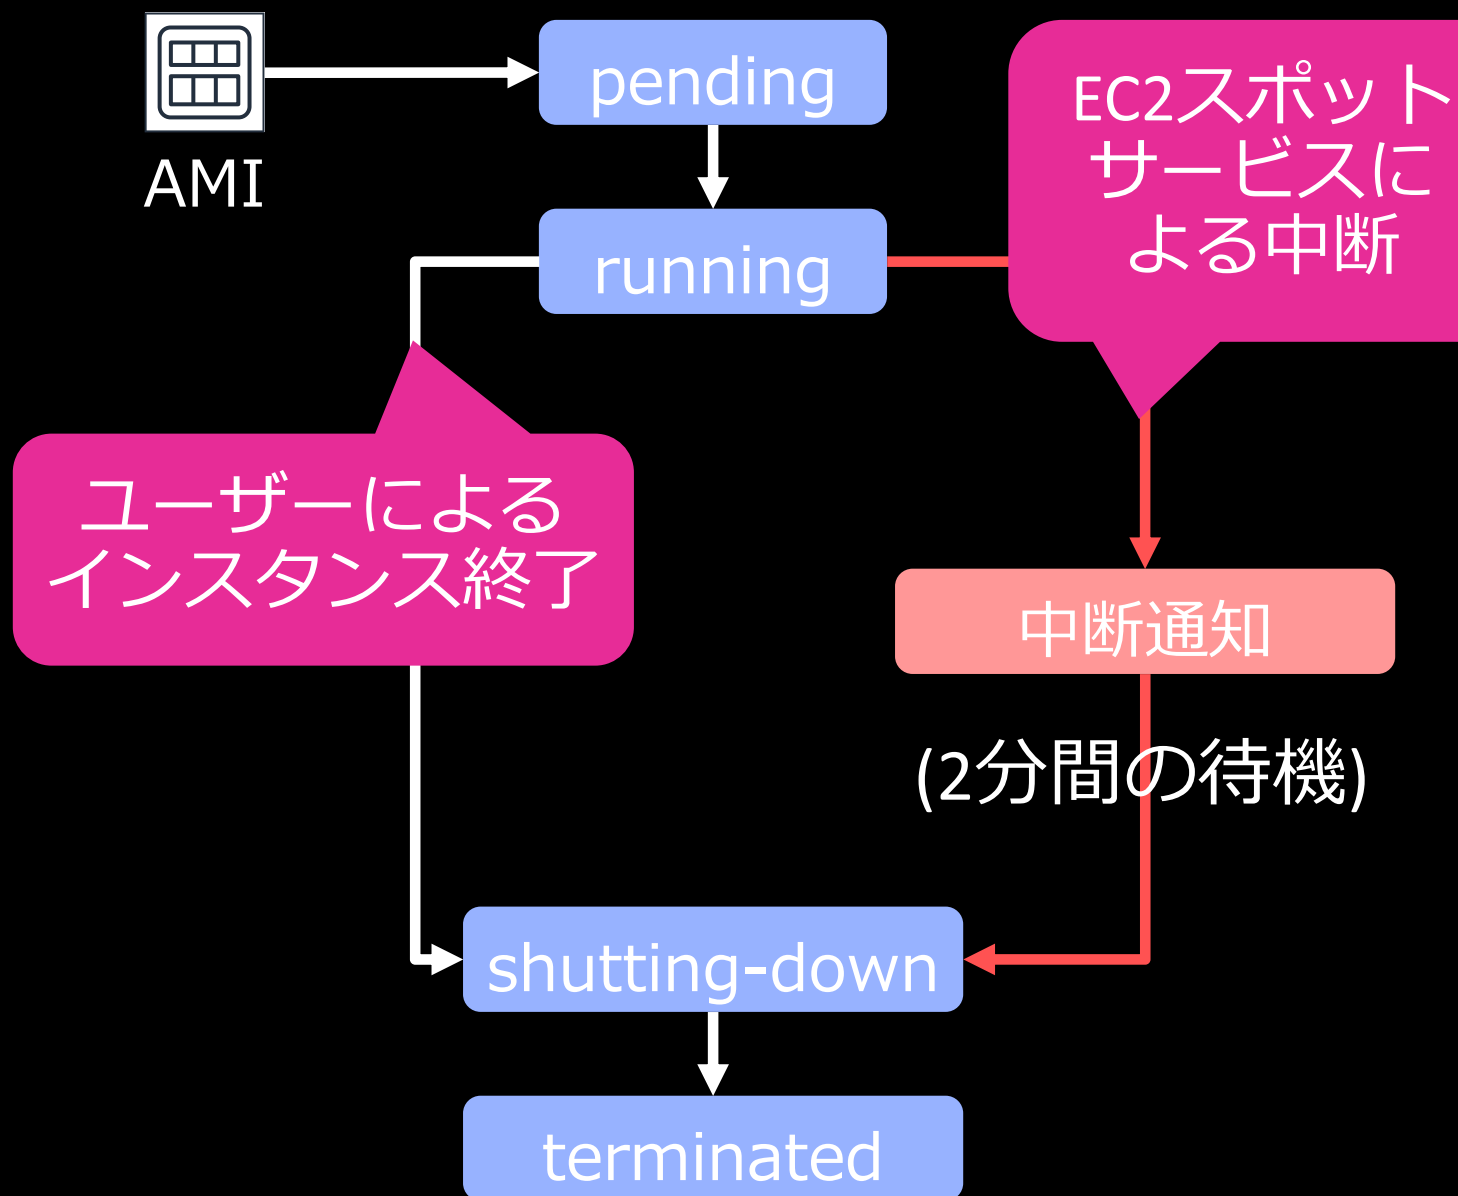 AMI
pending
running
EC2スポット
サービスに
よる中断
ユーザーによる
インスタンス終了
中断通知
(2分間の待機)
shutting-down
terminated